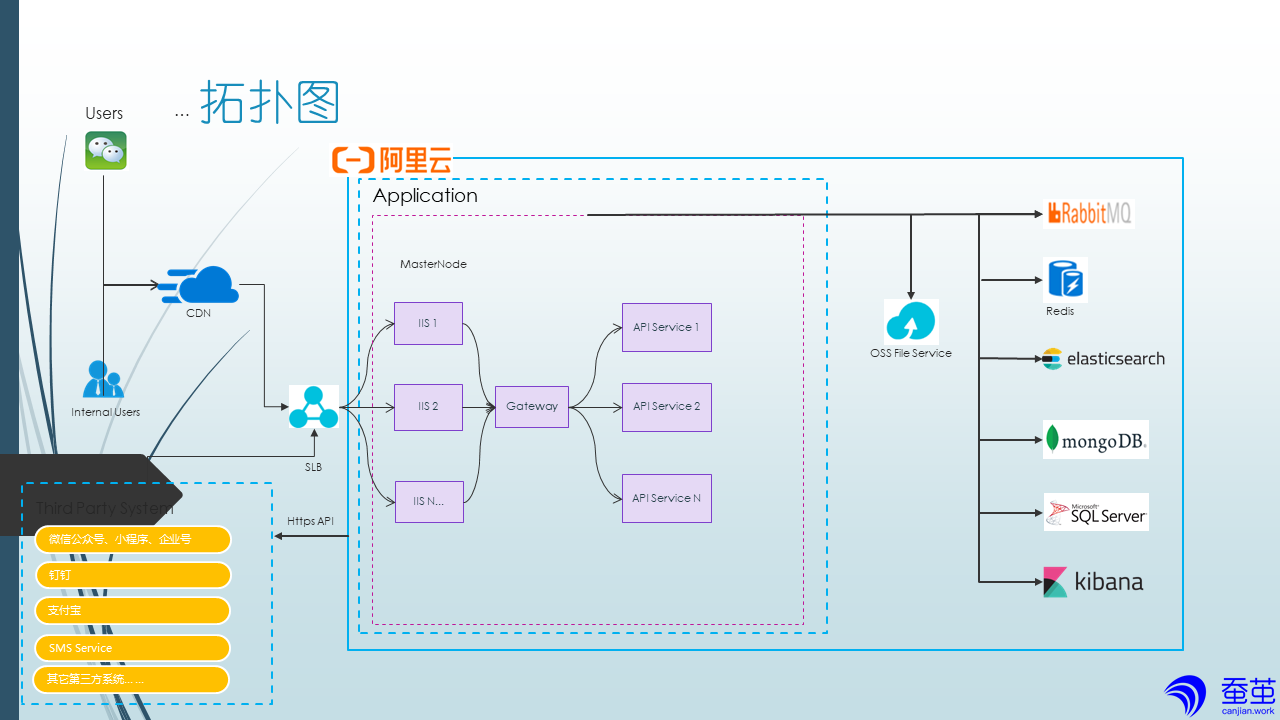 ... 拓扑图
Users
阿里云
Application
MasterNode
RabbitMQ
CDN
IIS 1
API Service 1
Redis
OSS File Service
elasticsearch
Internal Users
IIS 2
Gateway
API Service 2
mongoDB.
SLB
IIS N...
API Service N
Microsoft
SQL Server
Third Party System
Https API
微信公众号、小程序、企业号
钉钉
kibana
支付宝
SMS Service
其它第三方系统......
蚕茧
canjian.work